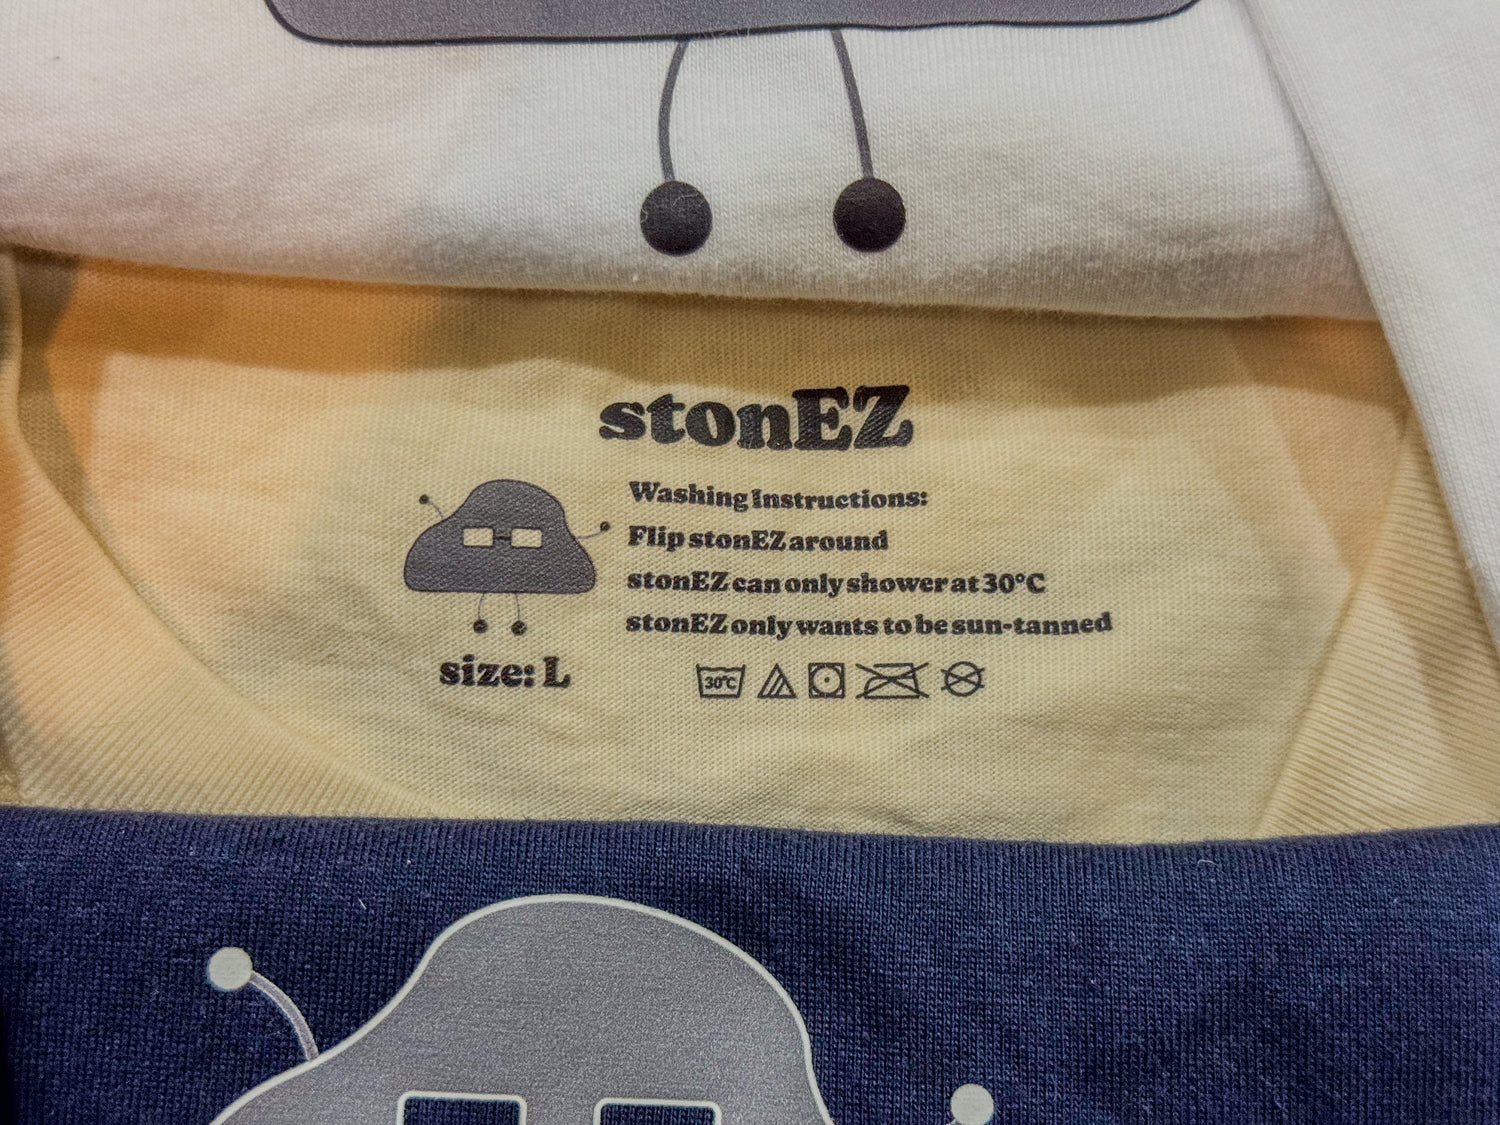 stonEZ
Washing Instructions:
Flip stonEZ around
stonEZ can only shower at 30°C
stonEZ only wants to be sun-tanned
size: L
30°C